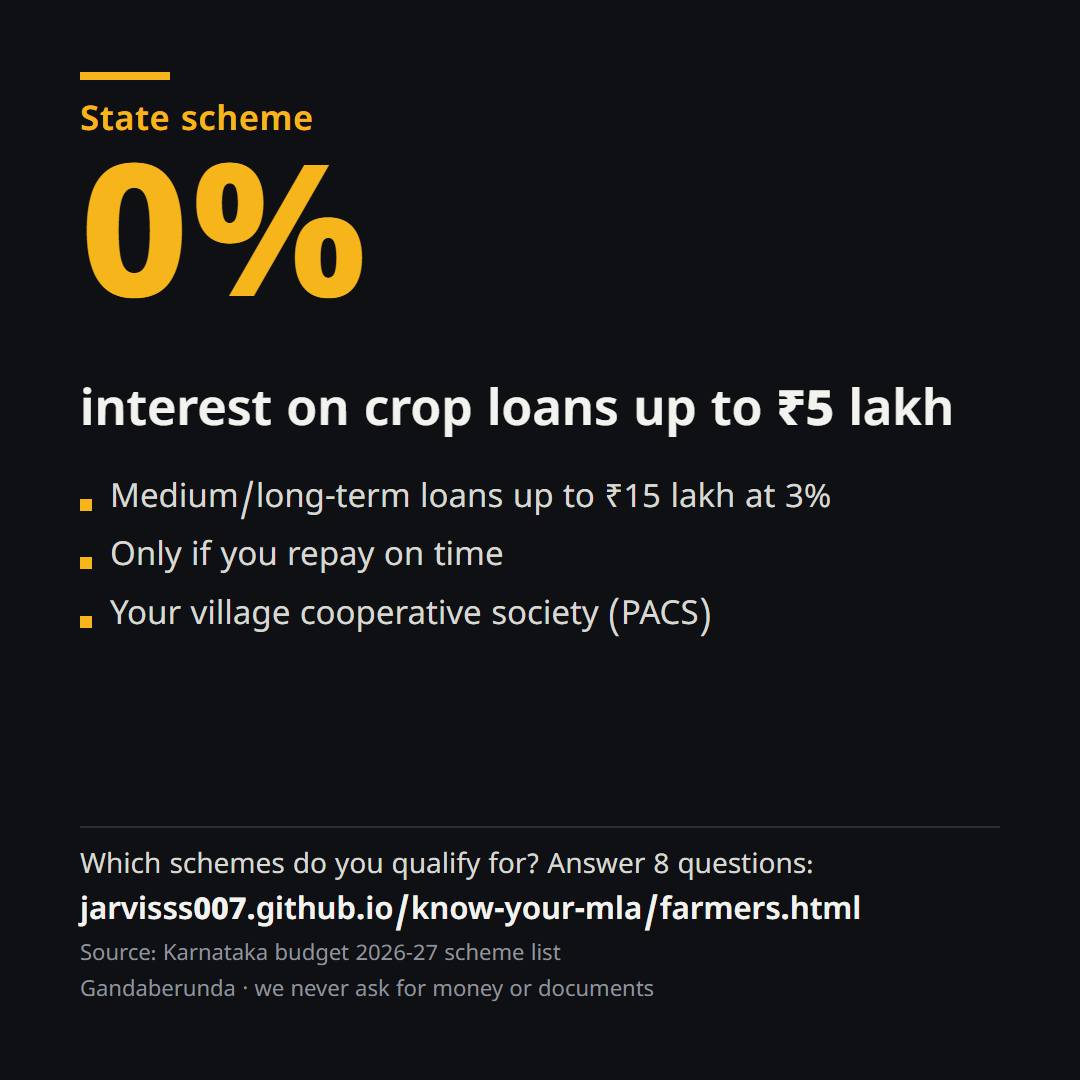 State scheme
0%
interest on crop loans up to ₹5 lakh
Medium/long-term loans up to ₹15 lakh at 3%
Only if you repay on time
Your village cooperative society (PACS)
Which schemes do you qualify for? Answer 8 questions:
jarvisss007.github.io/know-your-mla/farmers.html
Source: Karnataka budget 2026-27 scheme list
Gandaberunda · we never ask for money or documents